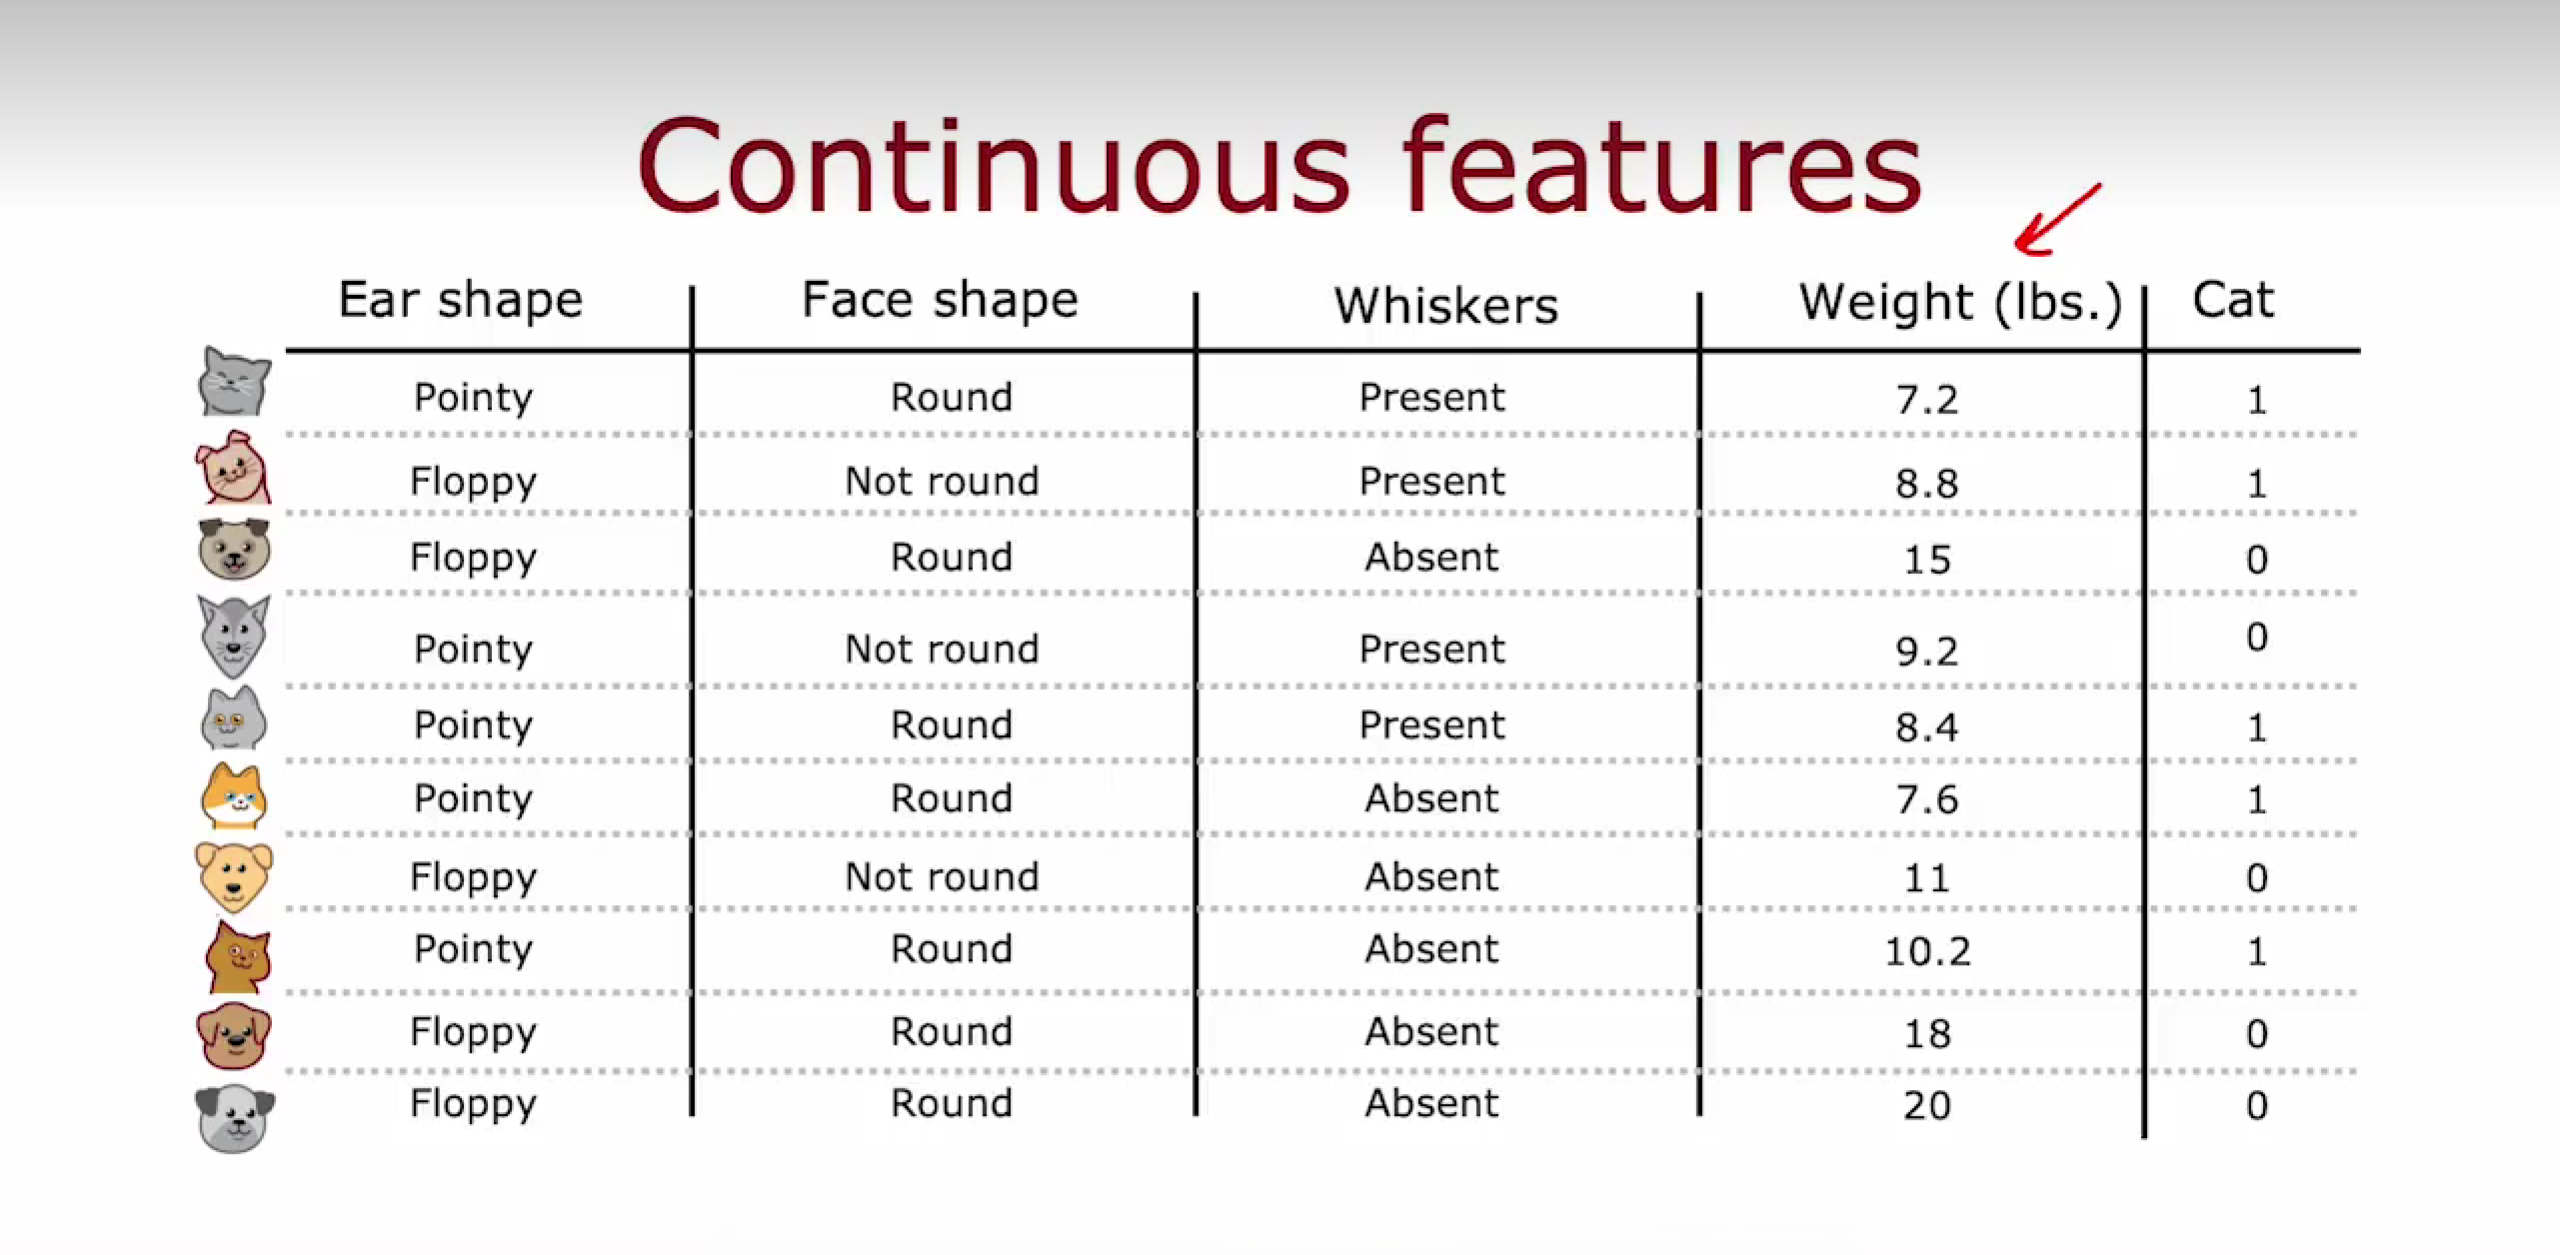 Continuous features
Ear shape Face shape Whiskers Weight (lbs.) Cat
Pointy Round Present 7.2 1
Floppy Not round Present 8.8 1
Floppy Round Absent 15 0
Pointy Not round Present 9.2 0
Pointy Round Present 8.4 1
Pointy Round Absent 7.6 1
Floppy Not round Absent 11 0
Pointy Round Absent 10.2 1
Floppy Round Absent 18 0
Floppy Round Absent 20 0